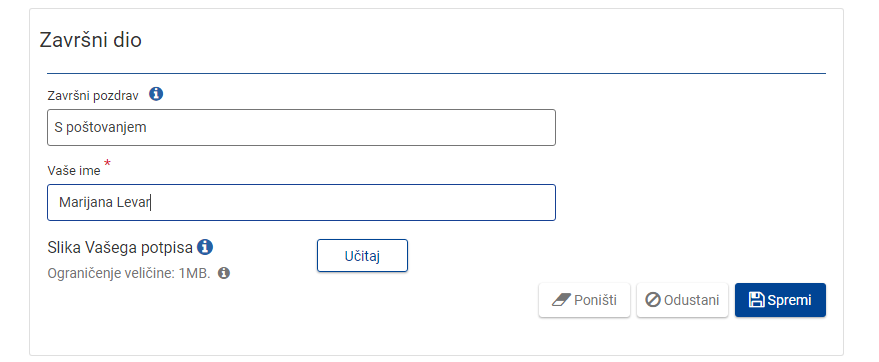 Završni dio
Završni pozdrav
S poštovanjem
Vaše ime *
Marijana Levar
Slika Vašega potpisa
Učitaj
Ograničenje veličine: 1MB.
Poništi
Odustani
Spremi